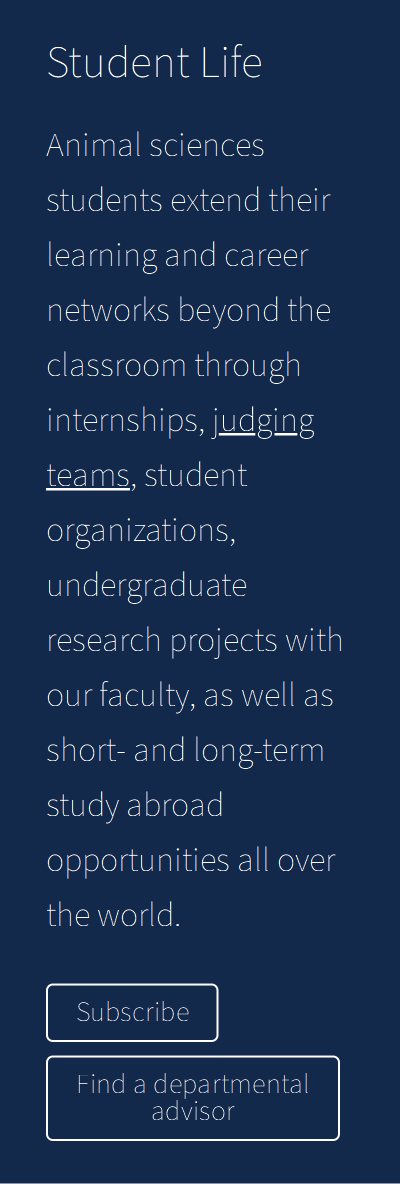 Student Life
Animal sciences
students extend their
learning and career
networks beyond the
classroom through
internships, judging
teams, student
organizations,
undergraduate
research projects with
our faculty, as well as
short- and long-term
study abroad
opportunities all over
the world.
Subscribe
Find a departmental
advisor